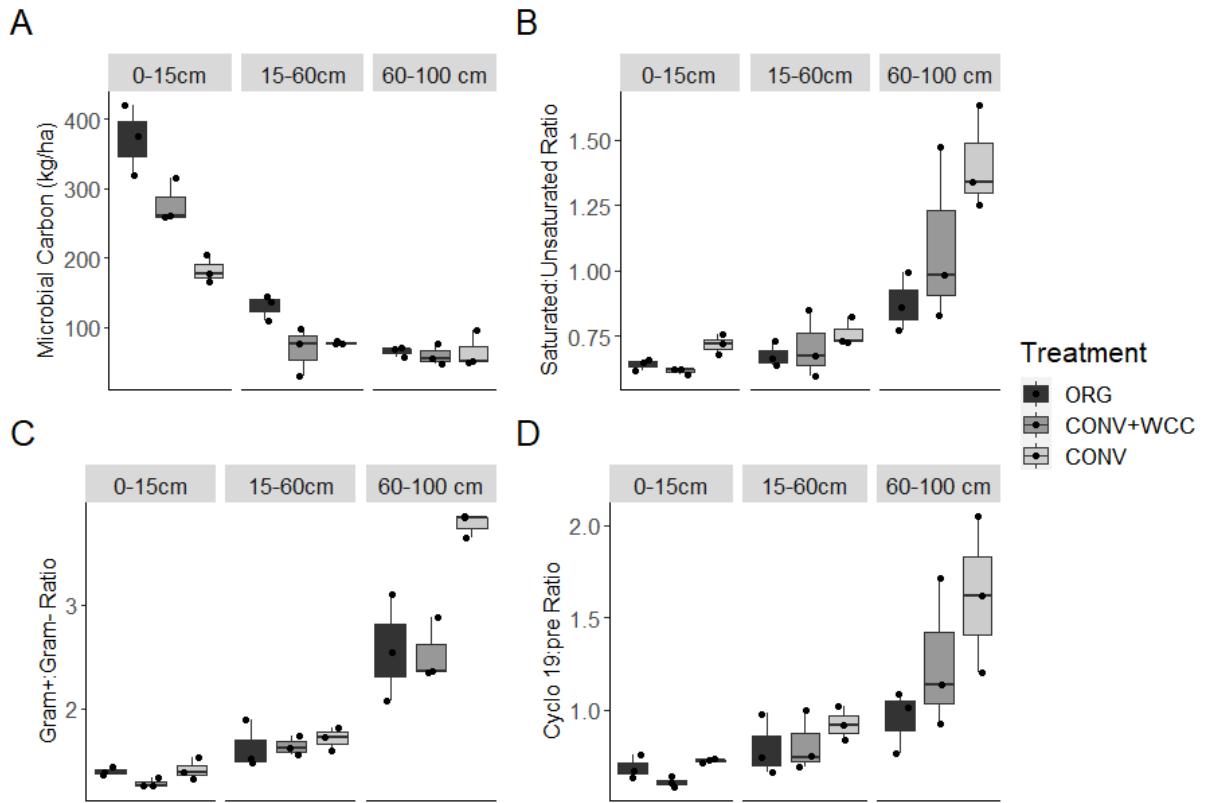 A
0-15cm
15-60cm
60-100 cm
Microbial Carbon (kg/ha)
400
300
200
100
B
0-15cm
15-60cm
60-100 cm
Saturated:Unsaturated Ratio
1.50
1.25
1.00
0.75
Treatment
ORG
CONV+WCC
CONV
C
0-15cm
15-60cm
60-100 cm
Gram+:Gram- Ratio
3
2
D
0-15cm
15-60cm
60-100 cm
Cyclo 19:pre Ratio
2.0
1.5
1.0